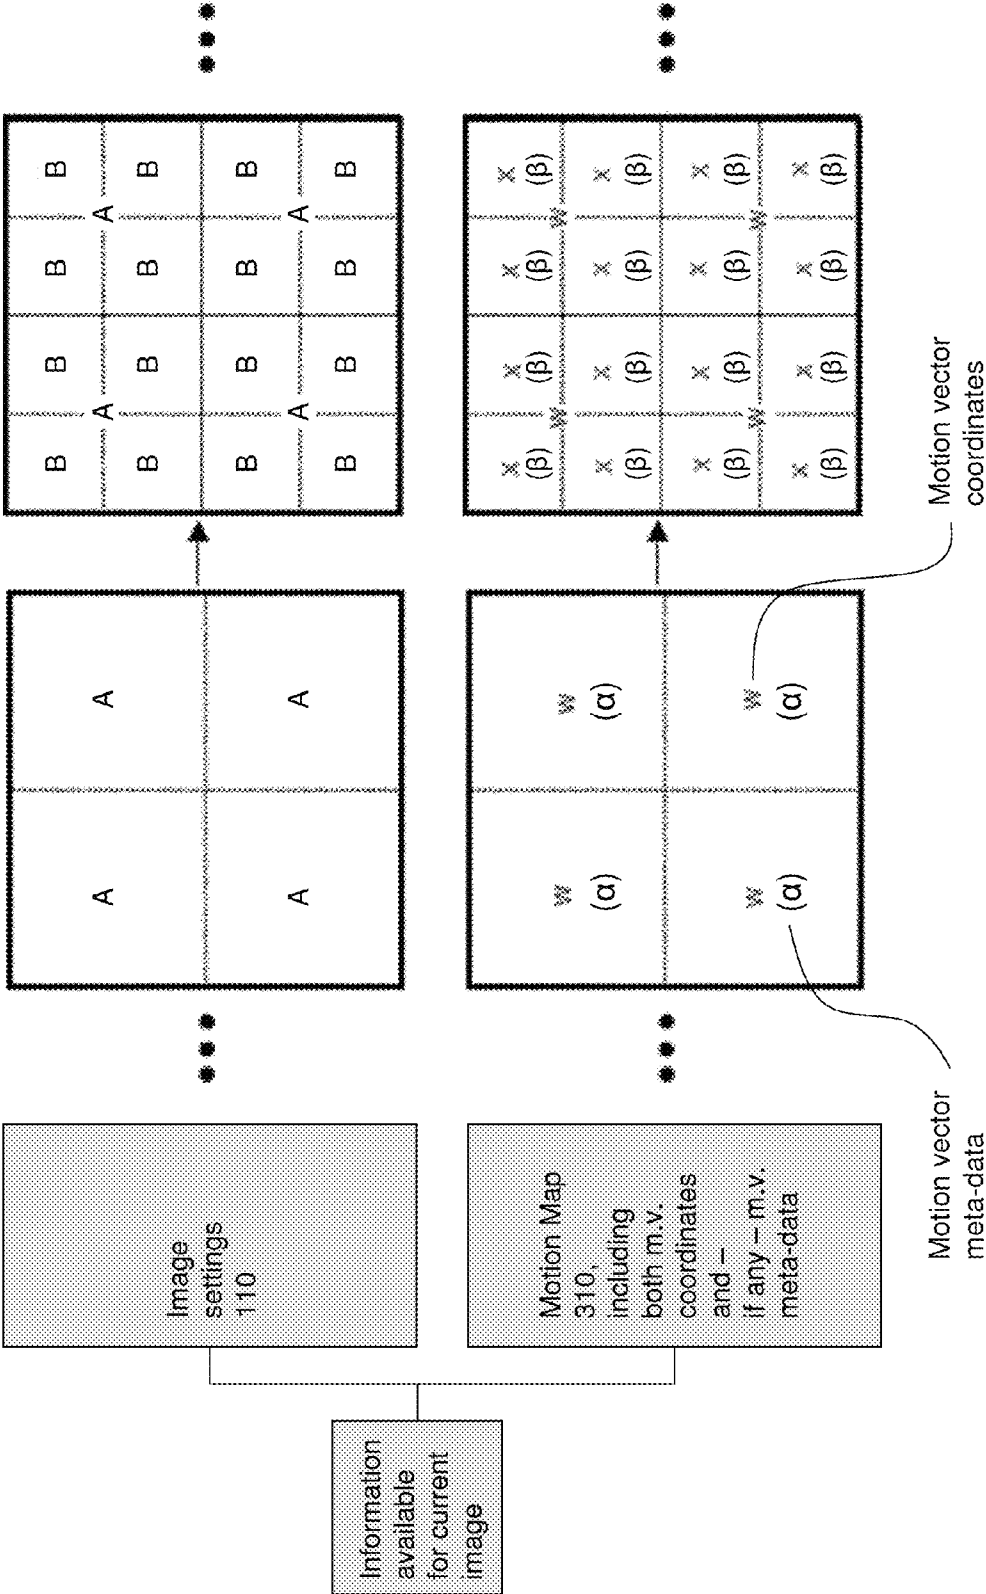 Information
available
for current
image
Image
settings
110
A A
A A
B B B B
A A
B B B B
B B B B
A A
B B B B
Motion Map
310,
including
both m.v.
coordinates
and –
if any – m.v.
meta-data
w w
(α) (α)
w w
(α) (α)
x x x x
(β) (β) (β) (β)
w w
x x x x
(β) (β) (β) (β)
x x x x
(β) (β) (β) (β)
w w
x x x x
(β) (β) (β) (β)
Motion vector
meta-data
Motion vector
coordinates